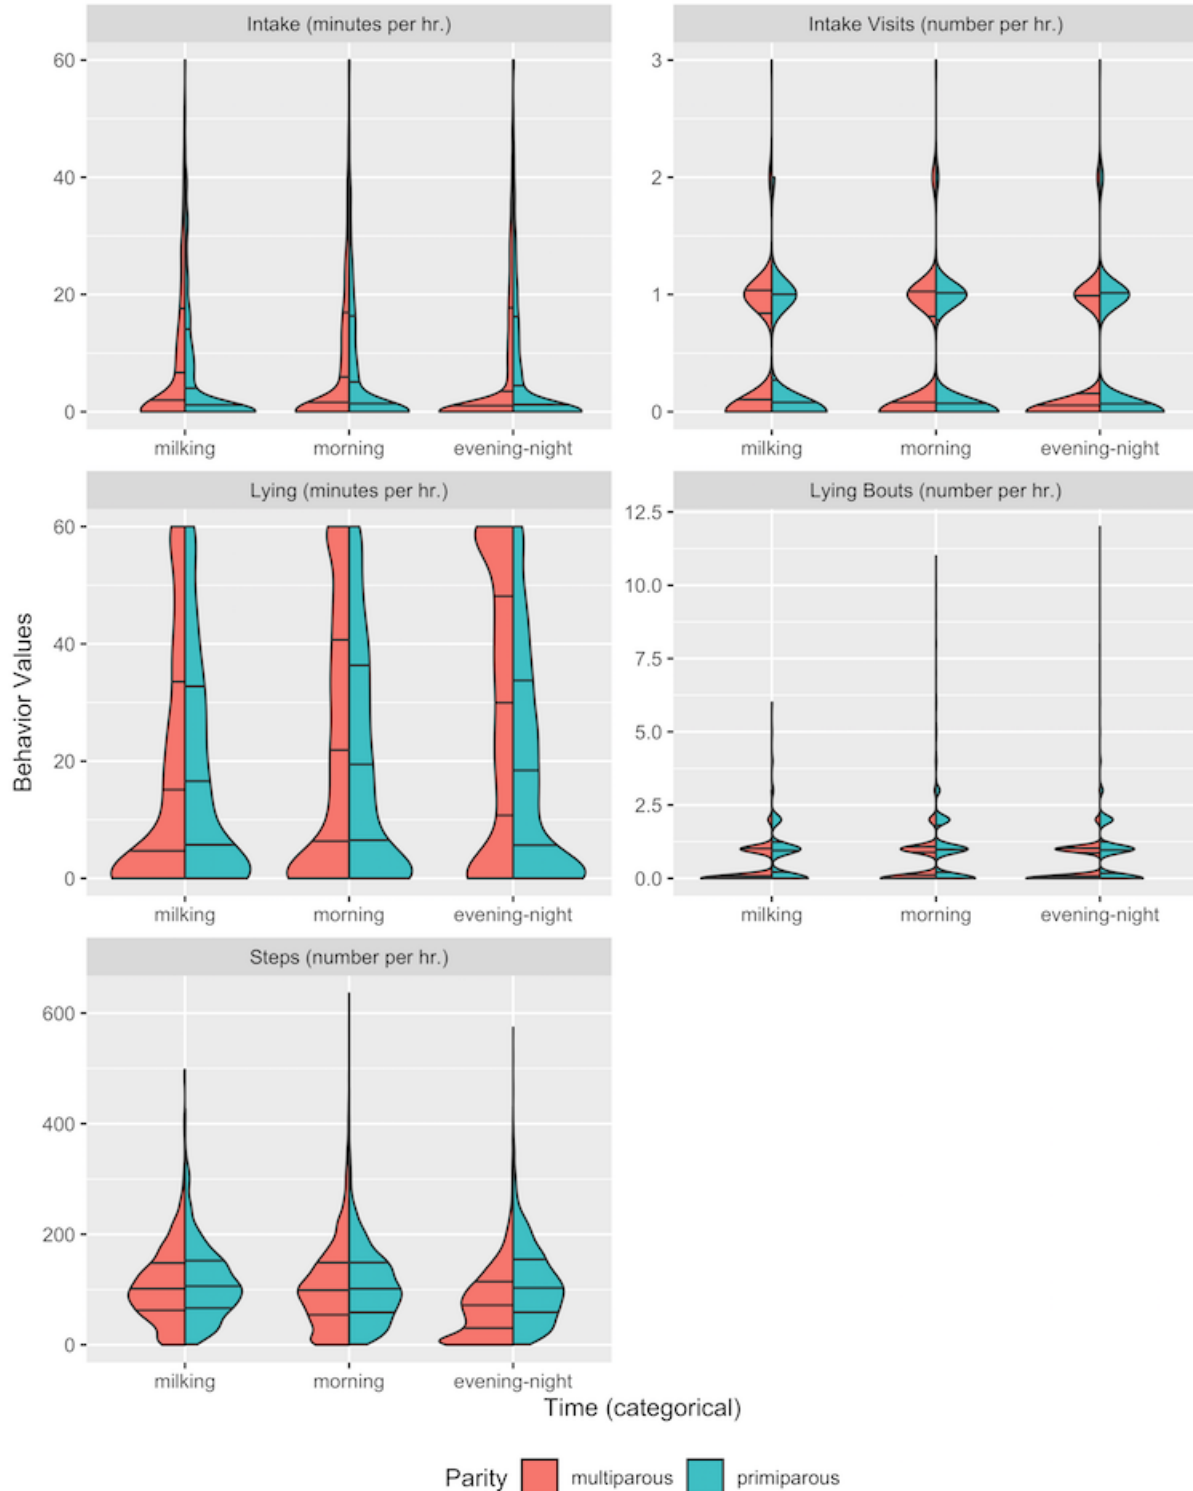 Intake (minutes per hr.)
Intake Visits (number per hr.)
60
40
20
0
milking morning evening-night
3
2
1
0
milking morning evening-night
Lying (minutes per hr.)
Lying Bouts (number per hr.)
60
40
20
0
milking morning evening-night
12.5
10.0
7.5
5.0
2.5
0.0
milking morning evening-night
Behavior Values
Steps (number per hr.)
600
400
200
0
milking morning evening-night
Time (categorical)
Parity multiparous primiparous